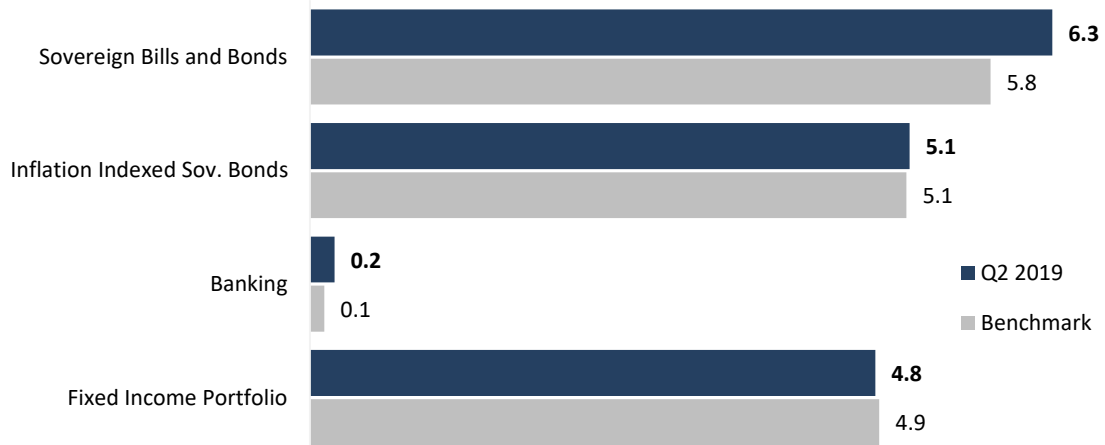 Sovereign Bills and Bonds
6.3
5.8
Inflation Indexed Sov. Bonds
5.1
5.1
Banking
0.2
0.1
Q2 2019
Benchmark
Fixed Income Portfolio
4.8
4.9